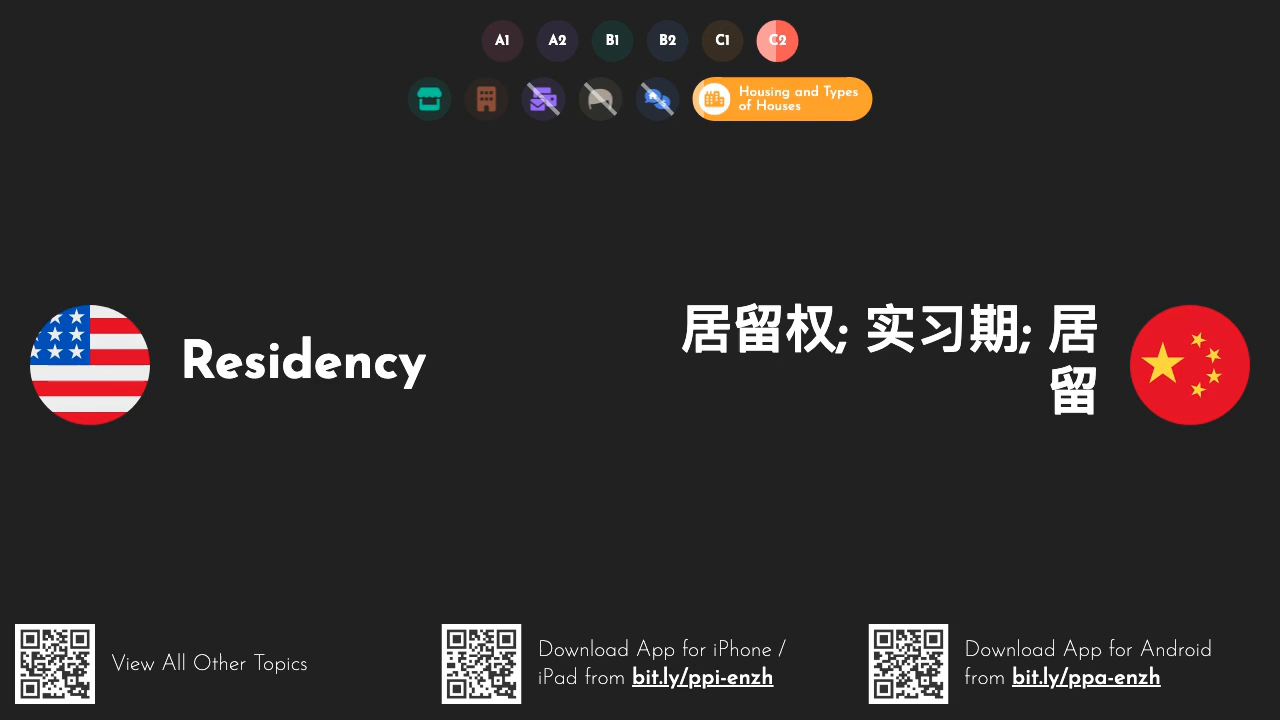 A1 A2 B1 B2 C1 C2
Housing and Types
of Houses
Residency
居留权; 实习期; 居
留
View All Other Topics
Download App for iPhone /
iPad from bit.ly/ppi-enzh
Download App for Android
from bit.ly/ppa-enzh